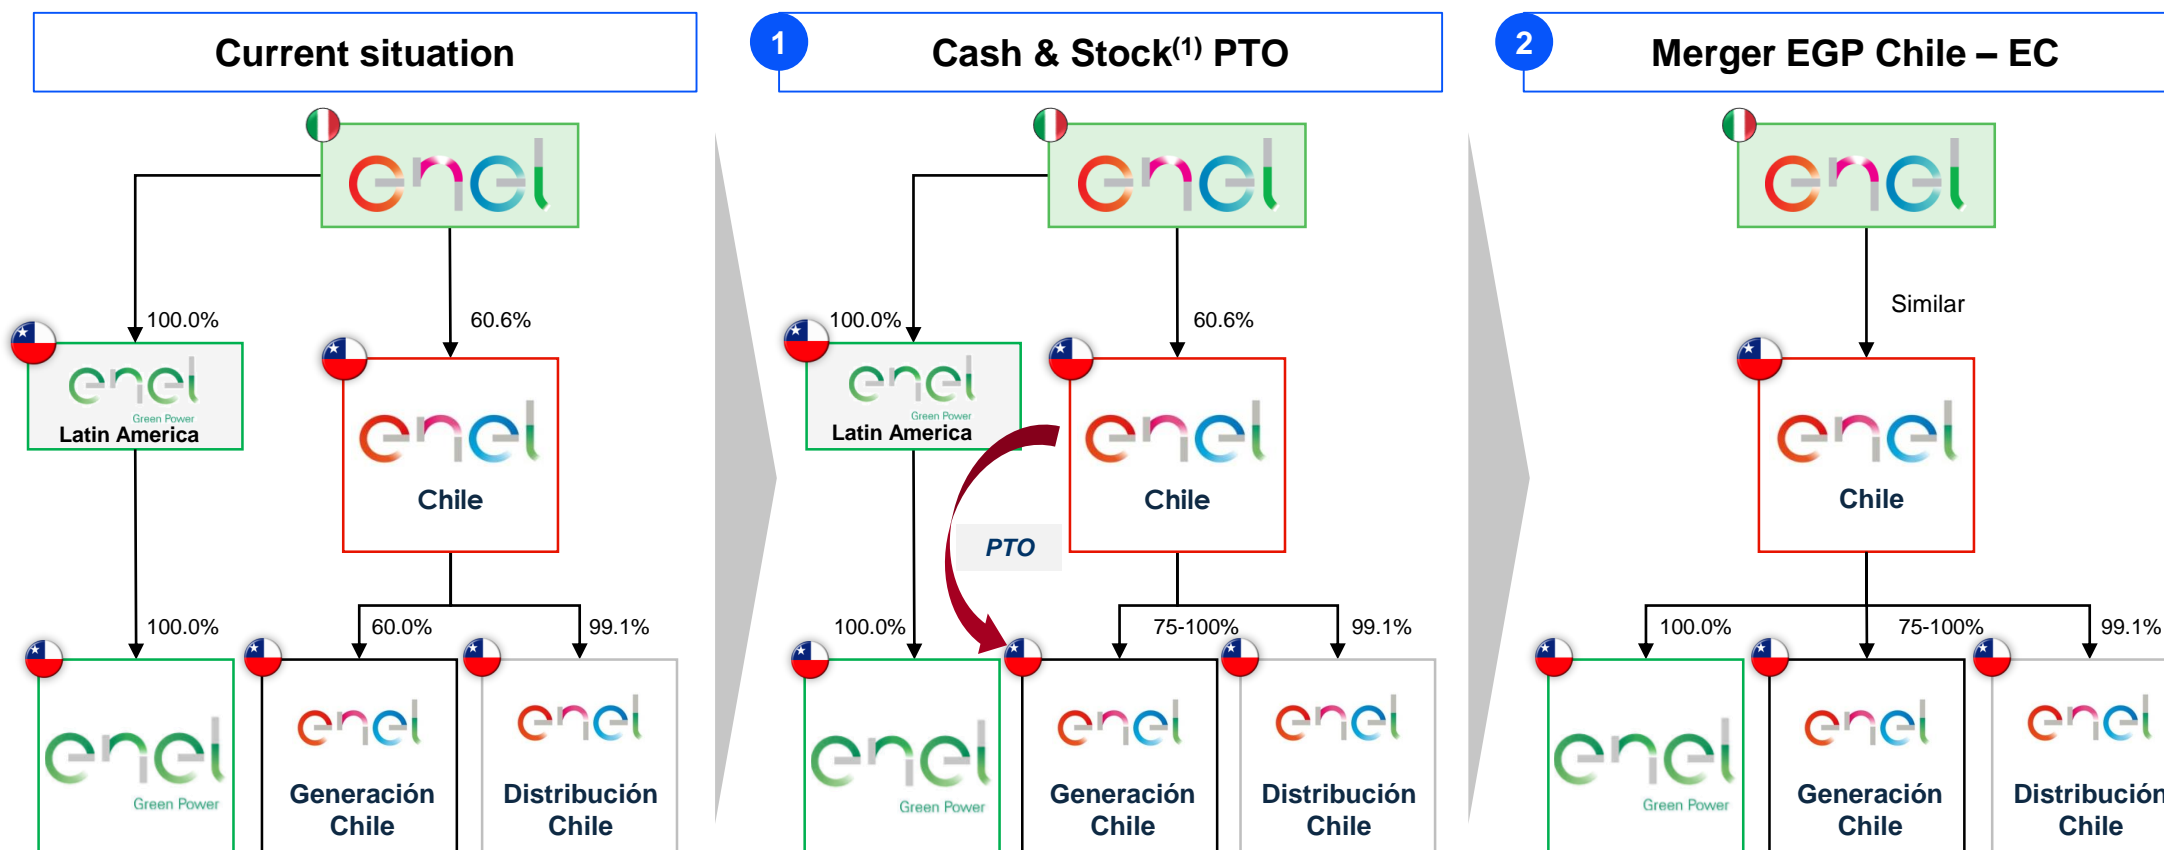 Current situation
1
Cash & Stock(1) PTO
2
Merger EGP Chile – EC
enel
enel
enel
100.0%
60.6%
100.0%
60.6%
Similar
enel
Green Power
Latin America
enel
Chile
enel
Green Power
Latin America
enel
Chile
PTO
enel
Chile
100.0%
60.0%
99.1%
100.0%
75-100%
99.1%
100.0%
75-100%
99.1%
enel
Green Power
enel
Generación
Chile
enel
Distribución
Chile
enel
Green Power
enel
Generación
Chile
enel
Distribución
Chile
enel
Green Power
enel
Generación
Chile
enel
Distribución
Chile